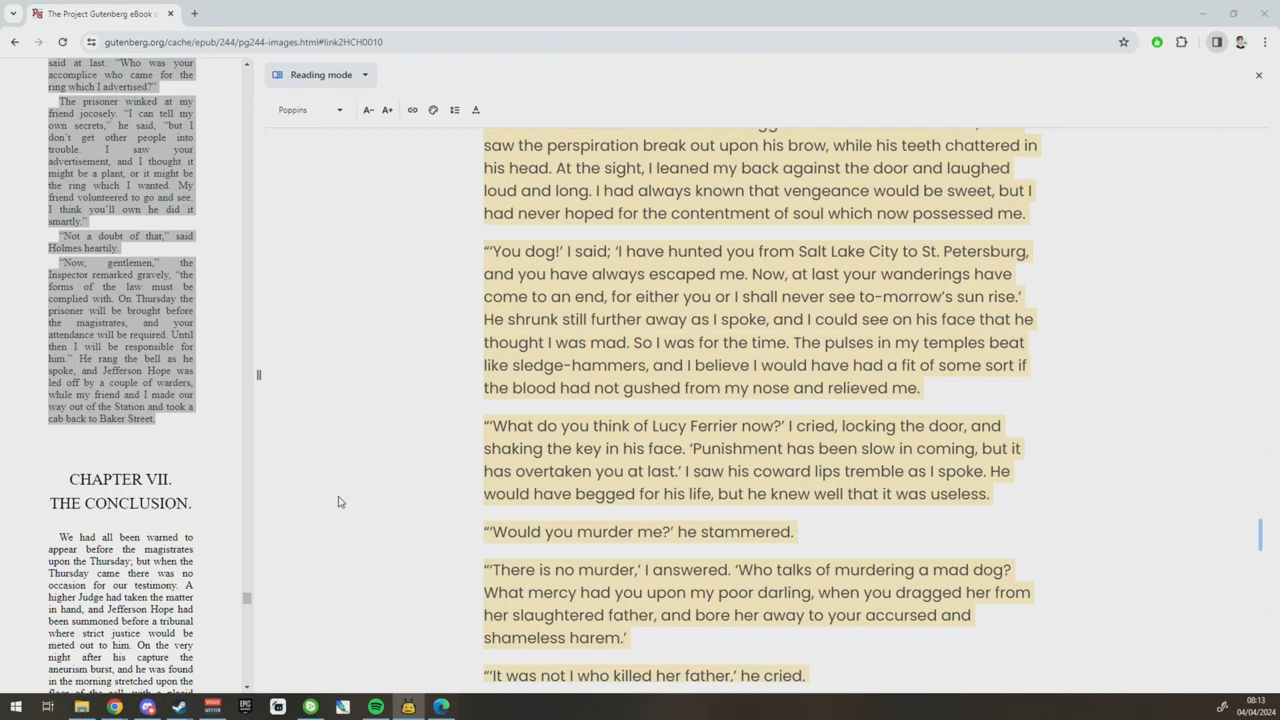 The Project Gutenberg eBook o
gutenberg.org/cache/epub/244/pg244-images.html#link2HCH0010
said at last. “Who was your
accomplice who came for the
ring which I advertised?”
The prisoner winked at my
friend jocosely. “I can tell my
own secrets,” he said, “but I
don’t get other people into
trouble. I saw your
advertisement, and I thought it
might be a plant, or it might be
the ring which I wanted. My
friend volunteered to go and see.
I think you’ll own he did it
smartly.”
“Not a doubt of that,” said
Holmes heartily.
“Now, gentlemen,” the
Inspector remarked gravely, “the
forms of the law must be
complied with. On Thursday the
prisoner will be brought before
the magistrates, and your
attendance will be required. Until
then I will be responsible for
him.” He rang the bell as he
spoke, and Jefferson Hope was
led off by a couple of warders,
while my friend and I made our
way out of the Station and took a
cab back to Baker Street.
CHAPTER VII.
THE CONCLUSION.
We had all been warned to
appear before the magistrates
upon the Thursday; but when the
Thursday came there was no
occasion for our testimony. A
higher Judge had taken the matter
in hand, and Jefferson Hope had
been summoned before a tribunal
where strict justice would be
meted out to him. On the very
night after his capture the
aneurism burst, and he was found
in the morning stretched upon the
floor of the cell, with a placid
Reading mode
Poppins
A-
A+
saw the perspiration break out upon his brow, while his teeth chattered in
his head. At the sight, I leaned my back against the door and laughed
loud and long. I had always known that vengeance would be sweet, but I
had never hoped for the contentment of soul which now possessed me.
“‘You dog!’ I said; ‘I have hunted you from Salt Lake City to St. Petersburg,
and you have always escaped me. Now, at last your wanderings have
come to an end, for either you or I shall never see to-morrow’s sun rise.’
He shrunk still further away as I spoke, and I could see on his face that he
thought I was mad. So I was for the time. The pulses in my temples beat
like sledge-hammers, and I believe I would have had a fit of some sort if
the blood had not gushed from my nose and relieved me.
“‘What do you think of Lucy Ferrier now?’ I cried, locking the door, and
shaking the key in his face. ‘Punishment has been slow in coming, but it
has overtaken you at last.’ I saw his coward lips tremble as I spoke. He
would have begged for his life, but he knew well that it was useless.
“‘Would you murder me?’ he stammered.
“‘There is no murder,’ I answered. ‘Who talks of murdering a mad dog?
What mercy had you upon my poor darling, when you dragged her from
her slaughtered father, and bore her away to your accursed and
shameless harem.’
“‘It was not I who killed her father,’ he cried.
08:13
04/04/2024